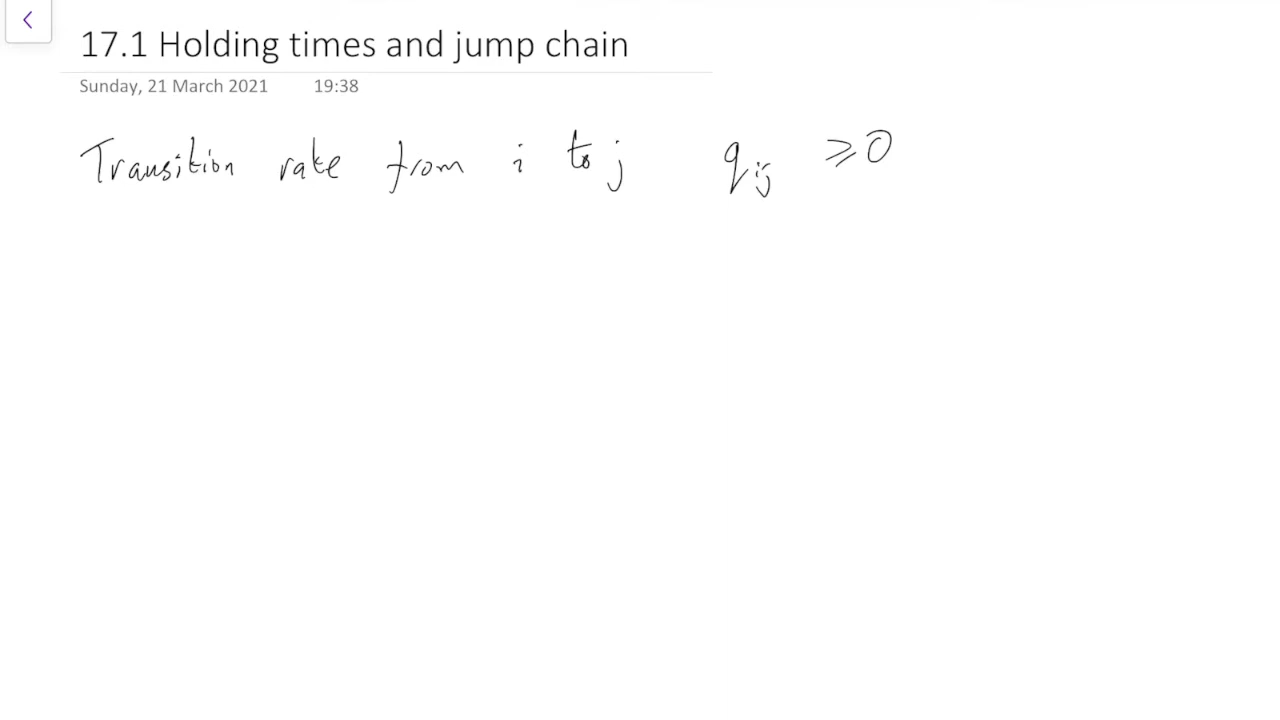 17.1 Holding times and jump chain
Sunday, 21 March 2021 19:38
Transition rate from i to j q_ij ⩾0